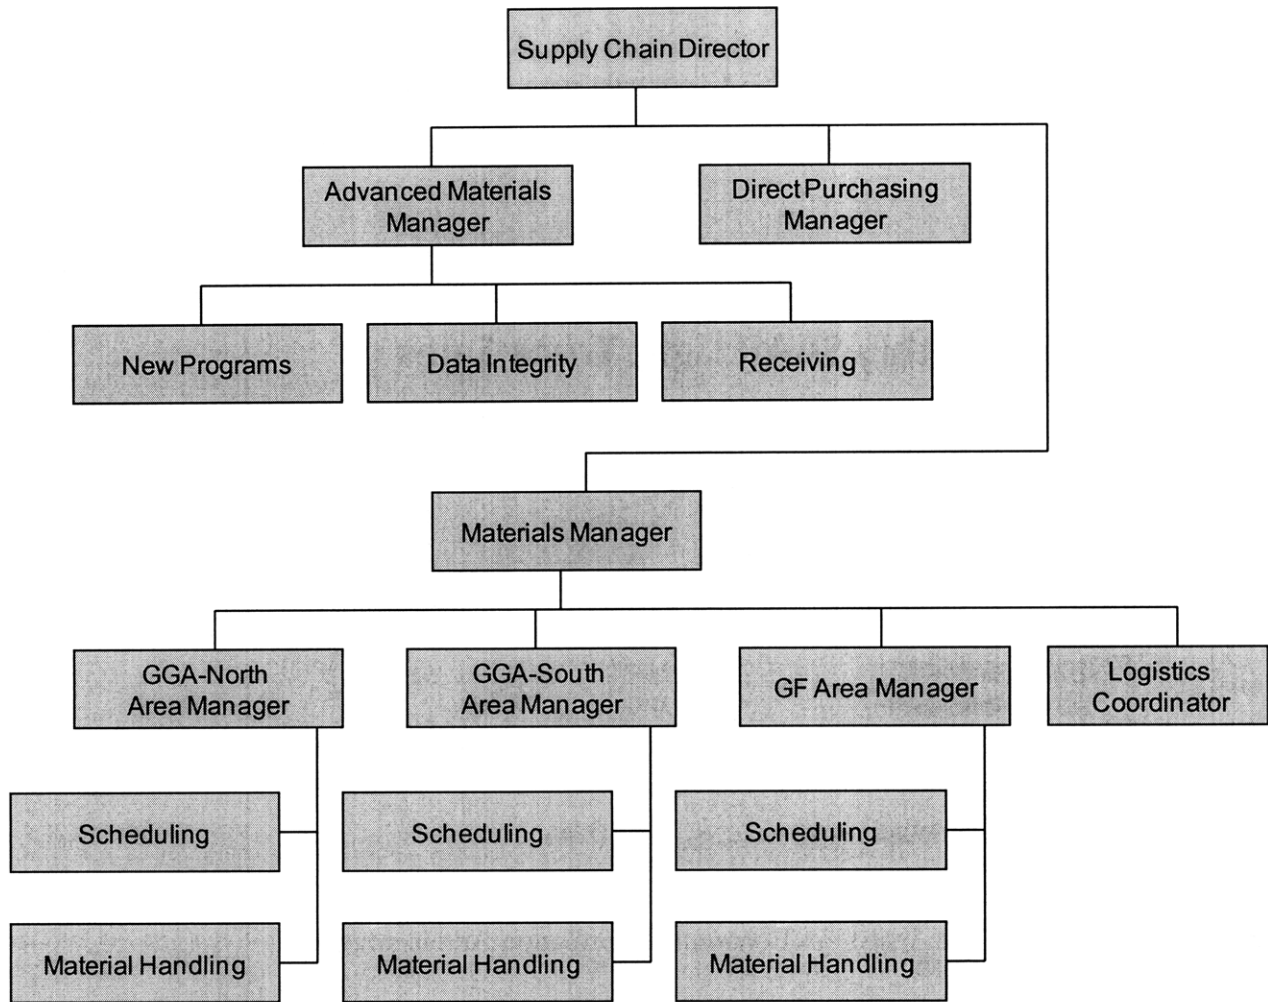 Supply Chain Director
Advanced Materials
Manager
Direct Purchasing
Manager
New Programs
Data Integrity
Receiving
Materials Manager
GGA-North
Area Manager
GGA-South
Area Manager
GF Area Manager
Logistics
Coordinator
Scheduling
Scheduling
Scheduling
Material Handling
Material Handling
Material Handling